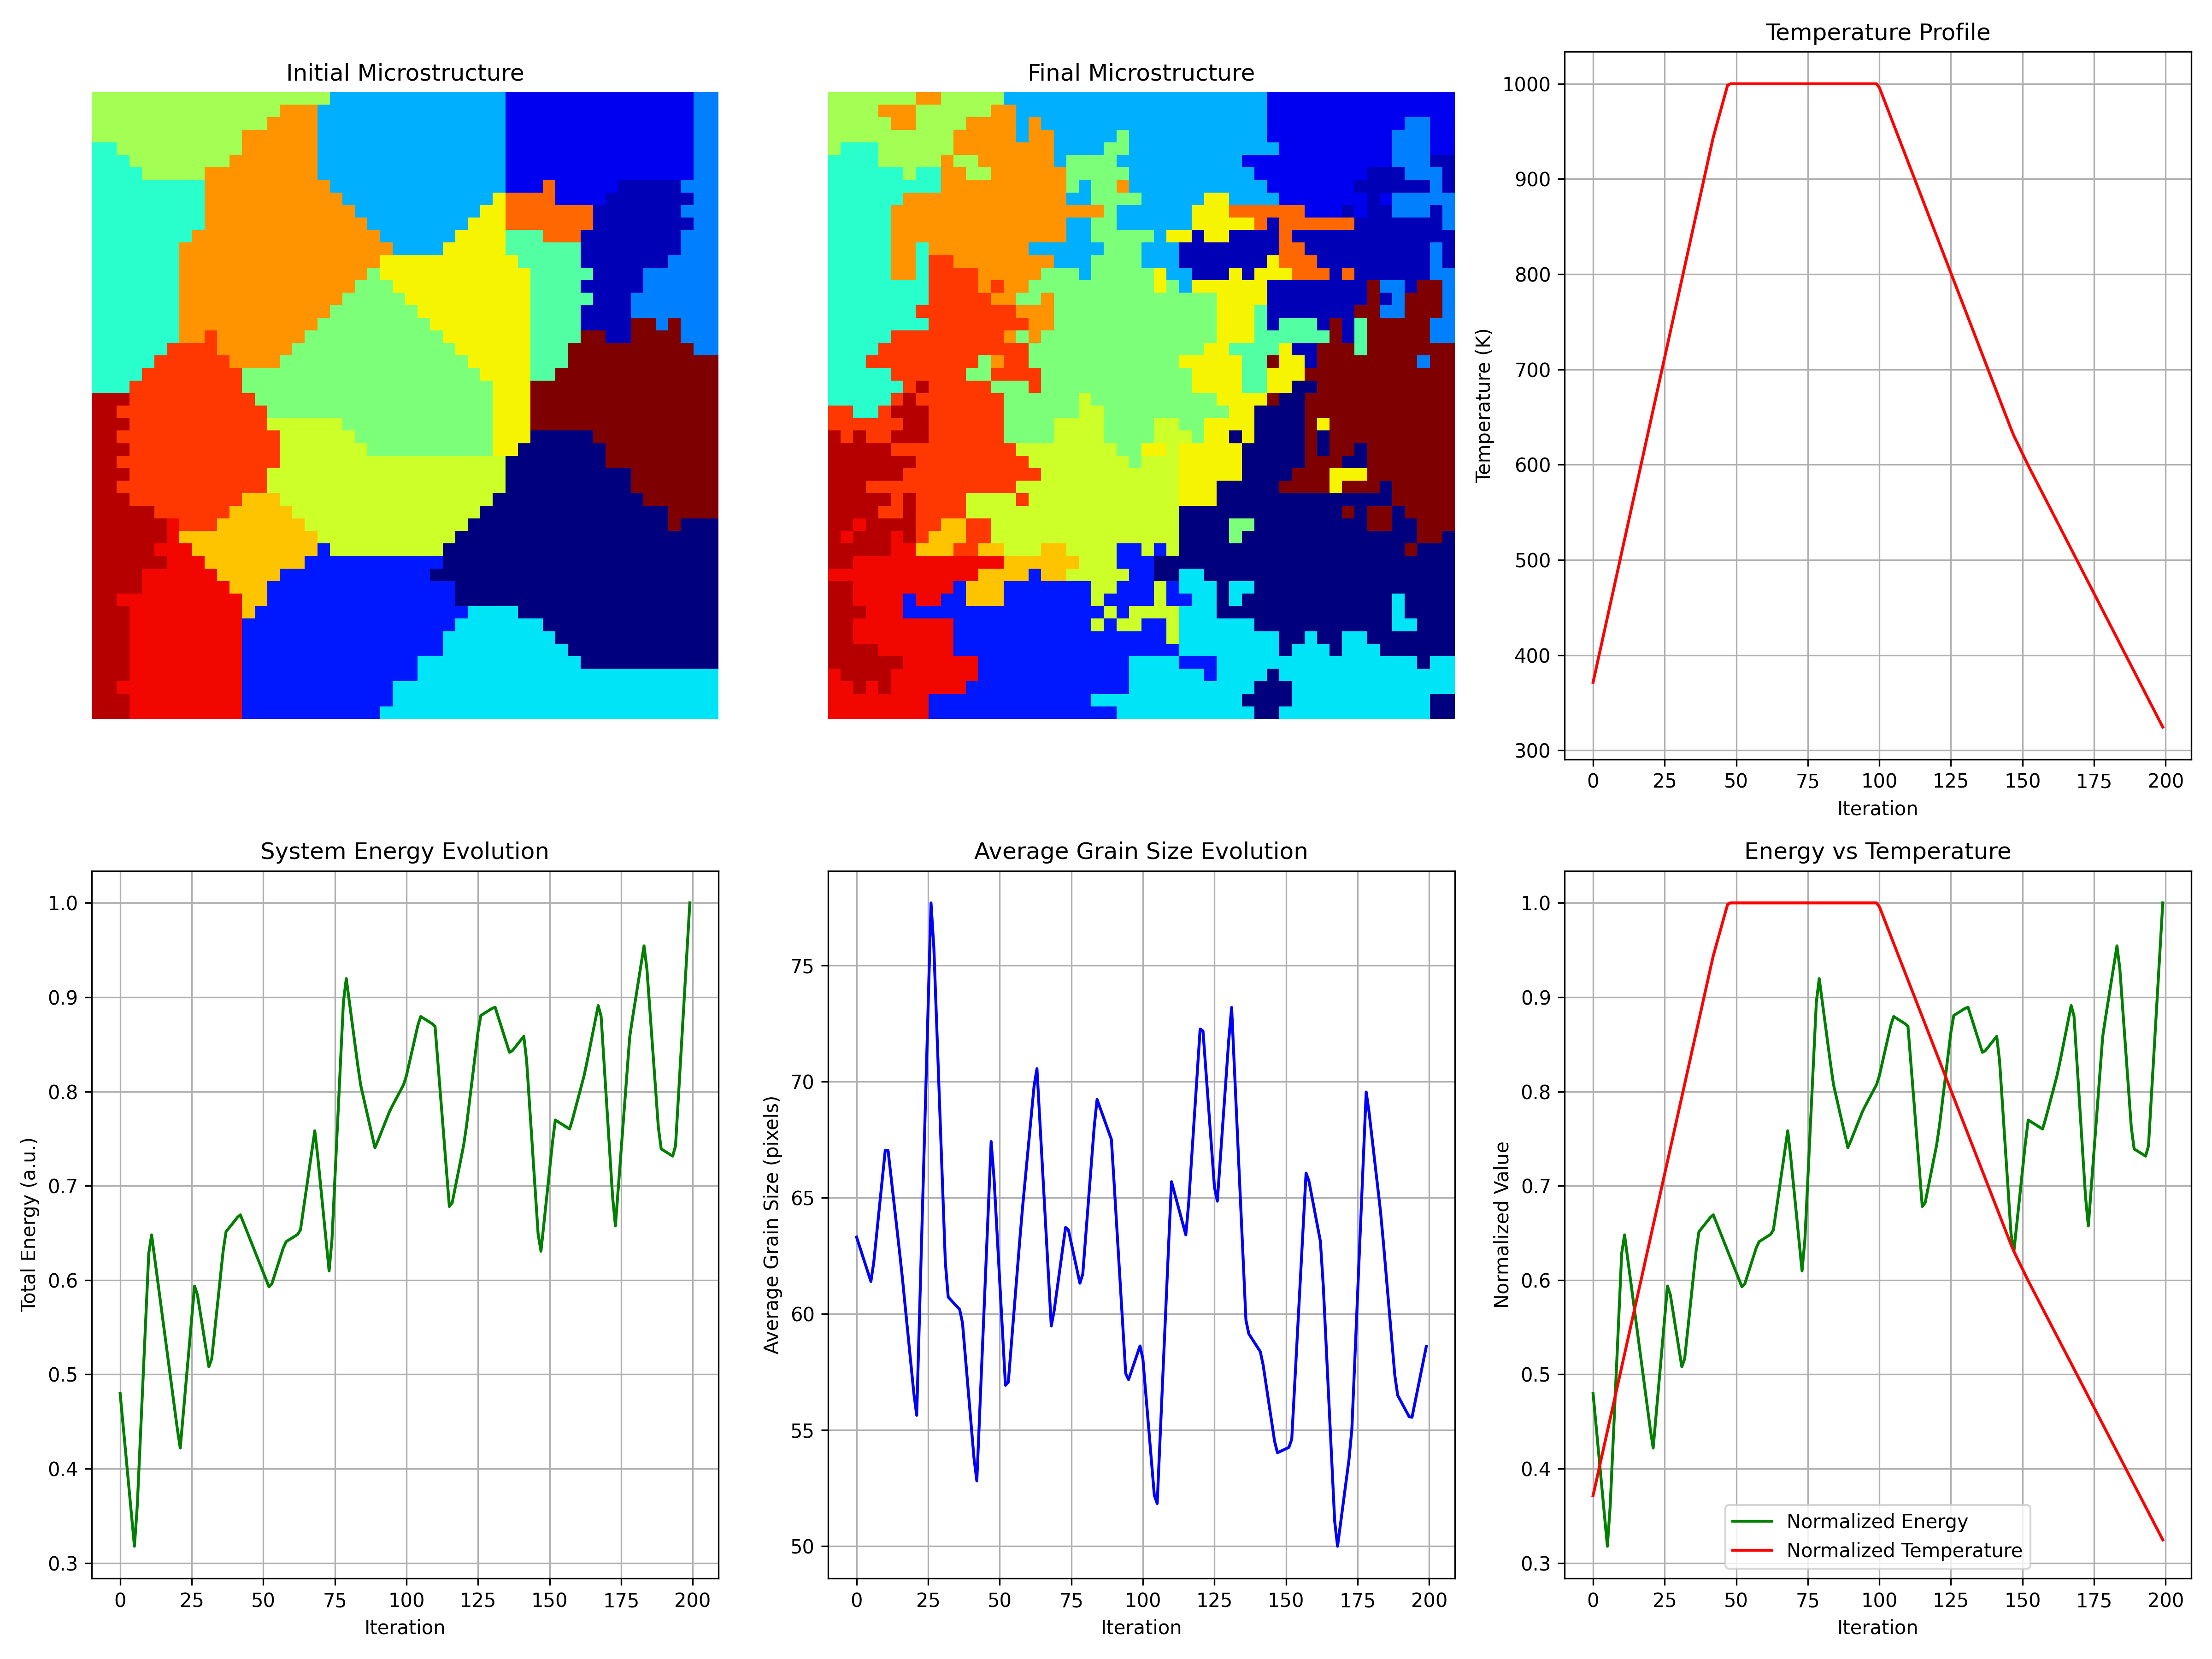 Initial Microstructure
Final Microstructure
Temperature Profile
Temperature (K)
1000
900
800
700
600
500
400
300
0 25 50 75 100 125 150 175 200
Iteration
System Energy Evolution
Total Energy (a.u.)
1.0
0.9
0.8
0.7
0.6
0.5
0.4
0.3
0 25 50 75 100 125 150 175 200
Iteration
Average Grain Size Evolution
Average Grain Size (pixels)
75
70
65
60
55
50
0 25 50 75 100 125 150 175 200
Iteration
Energy vs Temperature
Normalized Value
1.0
0.9
0.8
0.7
0.6
0.5
0.4
0.3
Normalized Energy
Normalized Temperature
0 25 50 75 100 125 150 175 200
Iteration